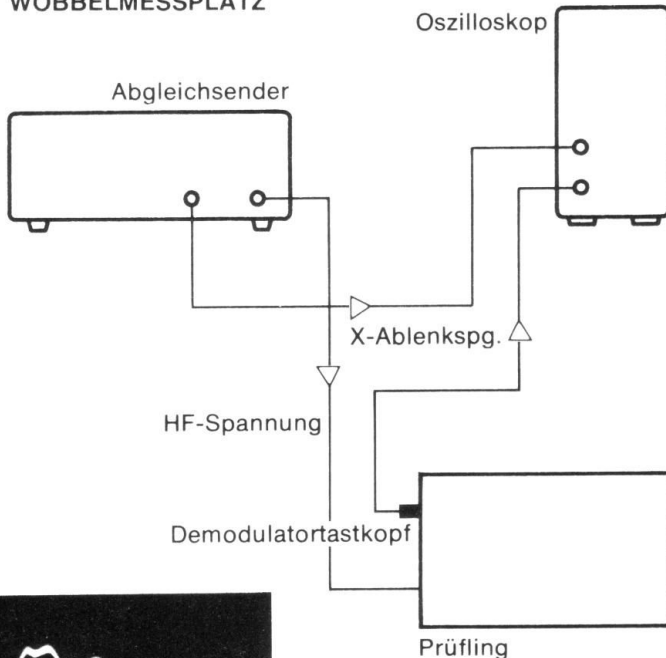 WOBBELMESSPLATZ
Oszilloskop
Abgleichsender
X-Ablenkspg.
HF-Spannung
Demodulatortastkopf
Prüfling